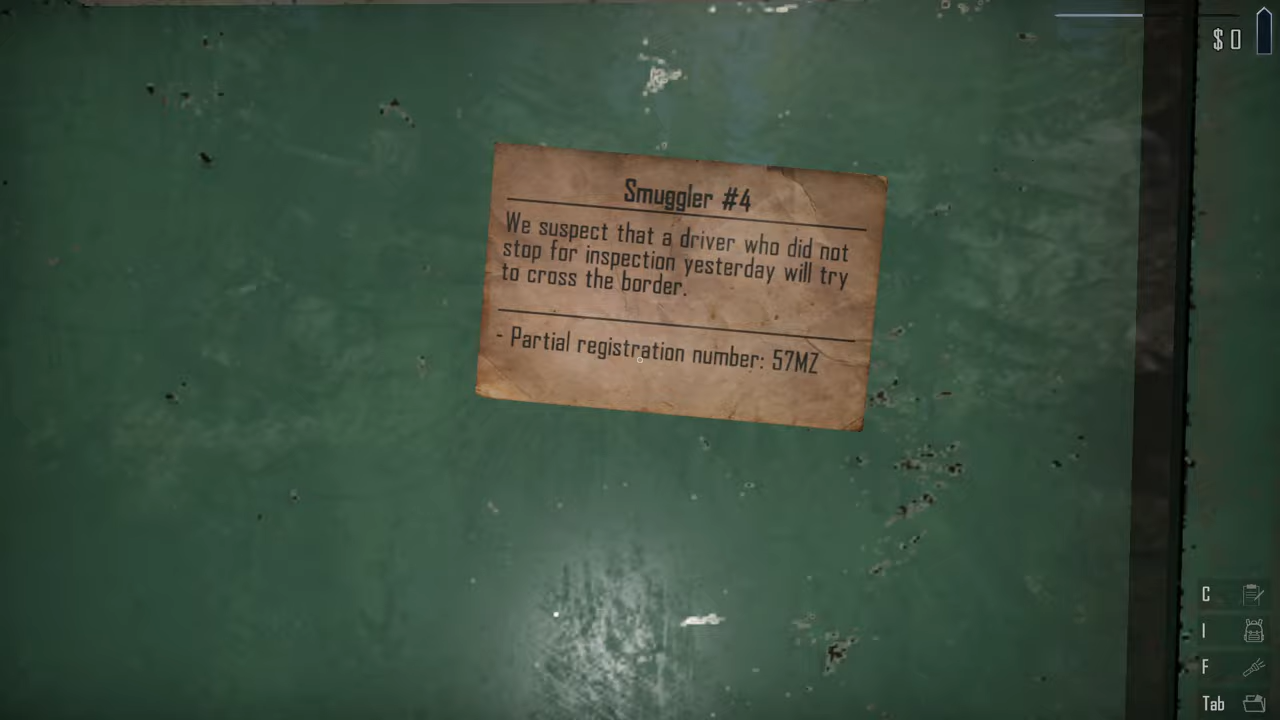 $0
Smuggler #4
We suspect that a driver who did not
stop for inspection yesterday will try
to cross the border.
- Partial registration number: 57MZ
C
I
F
Tab